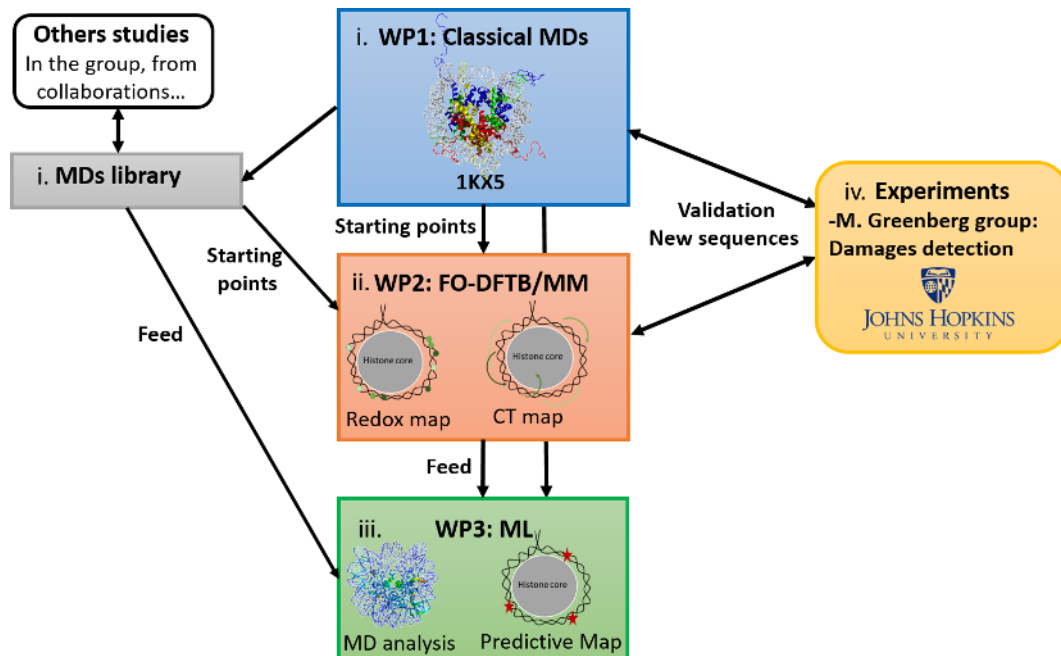 Others studies
In the group, from
collaborations...
i. MDs library
i. WP1: Classical MDs
1KX5
Starting points
Starting
points
Feed
Validation
New sequences
iv. Experiments
-M. Greenberg group:
Damages detection
JOHNS HOPKINS
UNIVERSITY
ii. WP2: FO-DFTB/MM
Histone core
Histone core
Redox map
CT map
Feed
iii. WP3: ML
Histone core
MD analysis
Predictive Map